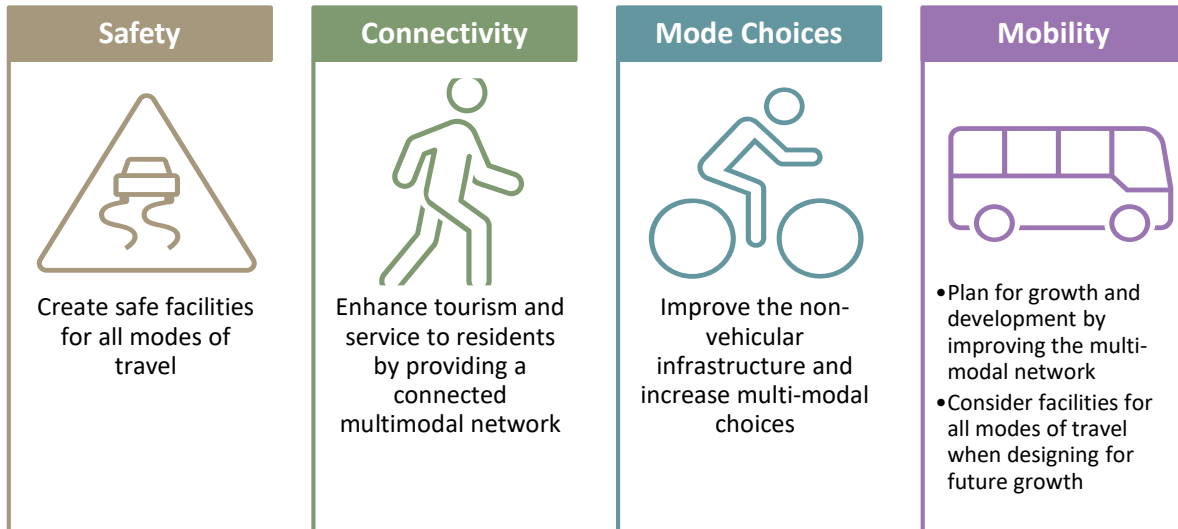 Safety
Create safe facilities
for all modes of
travel
Connectivity
Enhance tourism and
service to residents
by providing a
connected
multimodal network
Mode Choices
Improve the non-
vehicular
infrastructure and
increase multi-modal
choices
Mobility
•Plan for growth and
development by
improving the multi-
modal network
•Consider facilities for
all modes of travel
when designing for
future growth